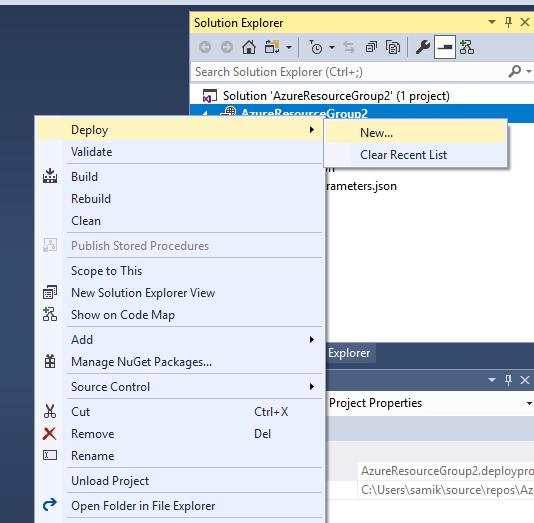 Solution Explorer
Search Solution Explorer (Ctrl+;)
Solution 'AzureResourceGroup2' (1 project)
AzureResourceGroup2
Deploy
New...
Validate
Clear Recent List
Build
rameters.json
Rebuild
Clean
Publish Stored Procedures
Scope to This
New Solution Explorer View
Show on Code Map
Add
Explorer
Manage NuGet Packages...
Source Control
Cut Ctrl+X
Project Properties
Remove Del
Rename
AzureResourceGroup2.deploypro
Unload Project
C:\Users\samik\source\repos\Az
Open Folder in File Explorer